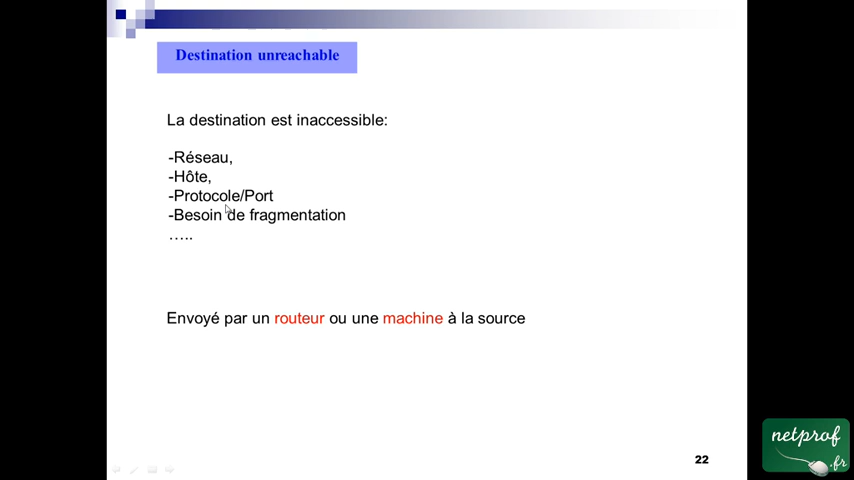 Destination unreachable
La destination est inaccessible:
-Réseau,
-Hôte,
-Protocole/Port
-Besoin de fragmentation
…..
Envoyé par un routeur ou une machine à la source
22
netprof
.fr